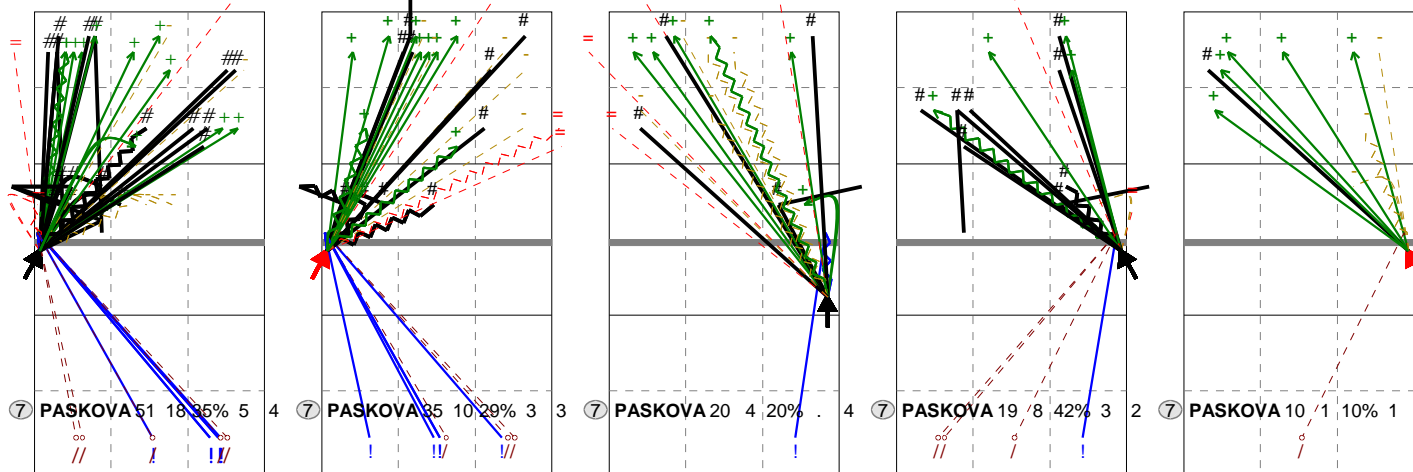 7 PASKOVA 51 18 35% 5 4
7 PASKOVA 35 10 29% 3 3
7 PASKOVA 20 4 20% . 4
7 PASKOVA 19 8 42% 3 2
7 PASKOVA 10 1 10% 1